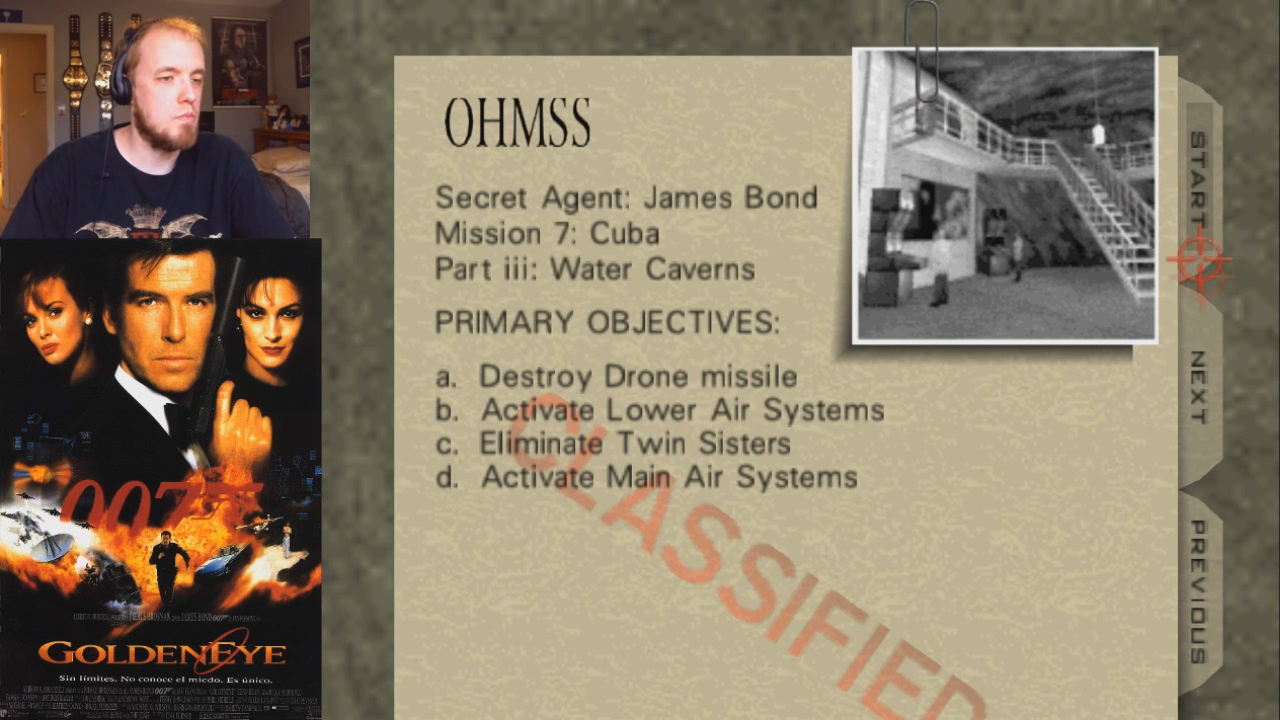 OHMSS
Secret Agent: James Bond
Mission 7: Cuba
Part iii: Water Caverns
PRIMARY OBJECTIVES:
a. Destroy Drone missile
b. Activate Lower Air Systems
c. Eliminate Twin Sisters
d. Activate Main Air Systems
CLASSIFIED
START
NEXT
PREVIOUS
007
GOLDENEYE
Sin límites. No conoce el miedo. Es único.